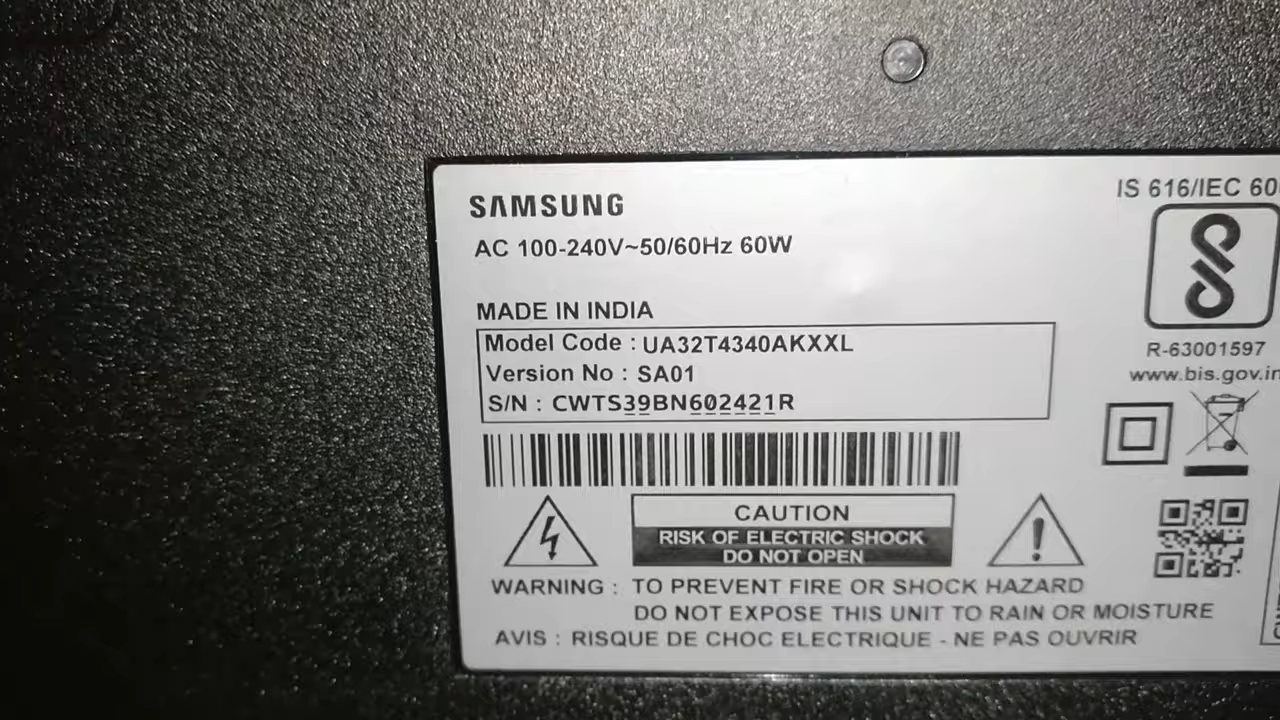 SAMSUNG
AC 100-240V~50/60Hz 60W
MADE IN INDIA
Model Code : UA32T4340AKXXL
Version No : SA01
S/N : CWTS39BN602421R
CAUTION
RISK OF ELECTRIC SHOCK
DO NOT OPEN
WARNING : TO PREVENT FIRE OR SHOCK HAZARD
DO NOT EXPOSE THIS UNIT TO RAIN OR MOISTURE
AVIS : RISQUE DE CHOC ELECTRIQUE - NE PAS OUVRIR
IS 616/IEC 60
R-63001597
www.bis.gov.in